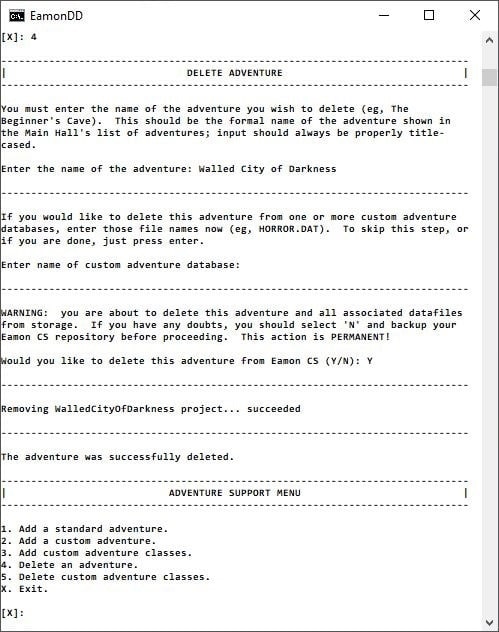 EamonDD
[X]: 4
--------------------------------------------------------------------------------
|                              DELETE ADVENTURE                              |
--------------------------------------------------------------------------------
You must enter the name of the adventure you wish to delete (eg, The
Beginner's Cave).  This should be the formal name of the adventure shown in
the Main Hall's list of adventures; input should always be properly title-
cased.
Enter the name of the adventure: Walled City of Darkness
--------------------------------------------------------------------------------
If you would like to delete this adventure from one or more custom adventure
databases, enter those file names now (eg, HORROR.DAT).  To skip this step, or
if you are done, just press enter.
Enter name of custom adventure database:
--------------------------------------------------------------------------------
WARNING:  you are about to delete this adventure and all associated datafiles
from storage.  If you have any doubts, you should select 'N' and backup your
Eamon CS repository before proceeding.  This action is PERMANENT!
Would you like to delete this adventure from Eamon CS (Y/N): Y
--------------------------------------------------------------------------------
Removing WalledCityOfDarkness project... succeeded
--------------------------------------------------------------------------------
The adventure was successfully deleted.
--------------------------------------------------------------------------------
|                           ADVENTURE SUPPORT MENU                           |
--------------------------------------------------------------------------------
1. Add a standard adventure.
2. Add a custom adventure.
3. Add custom adventure classes.
4. Delete an adventure.
5. Delete custom adventure classes.
X. Exit.
[X]: